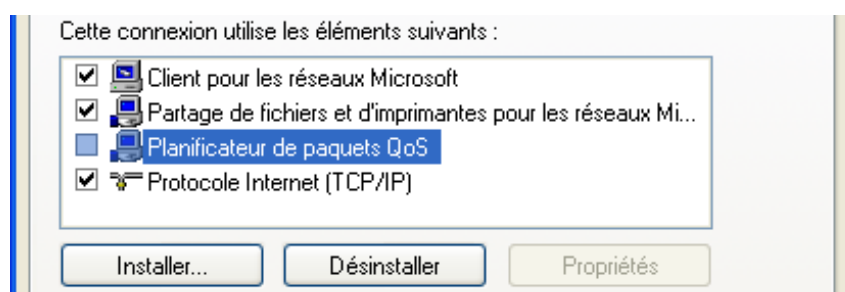 Cette connexion utilise les éléments suivants :
Client pour les réseaux Microsoft
Partage de fichiers et d'imprimantes pour les réseaux Mi...
Planificateur de paquets QoS
Protocole Internet (TCP/IP)
Installer... Désinstaller Propriétés